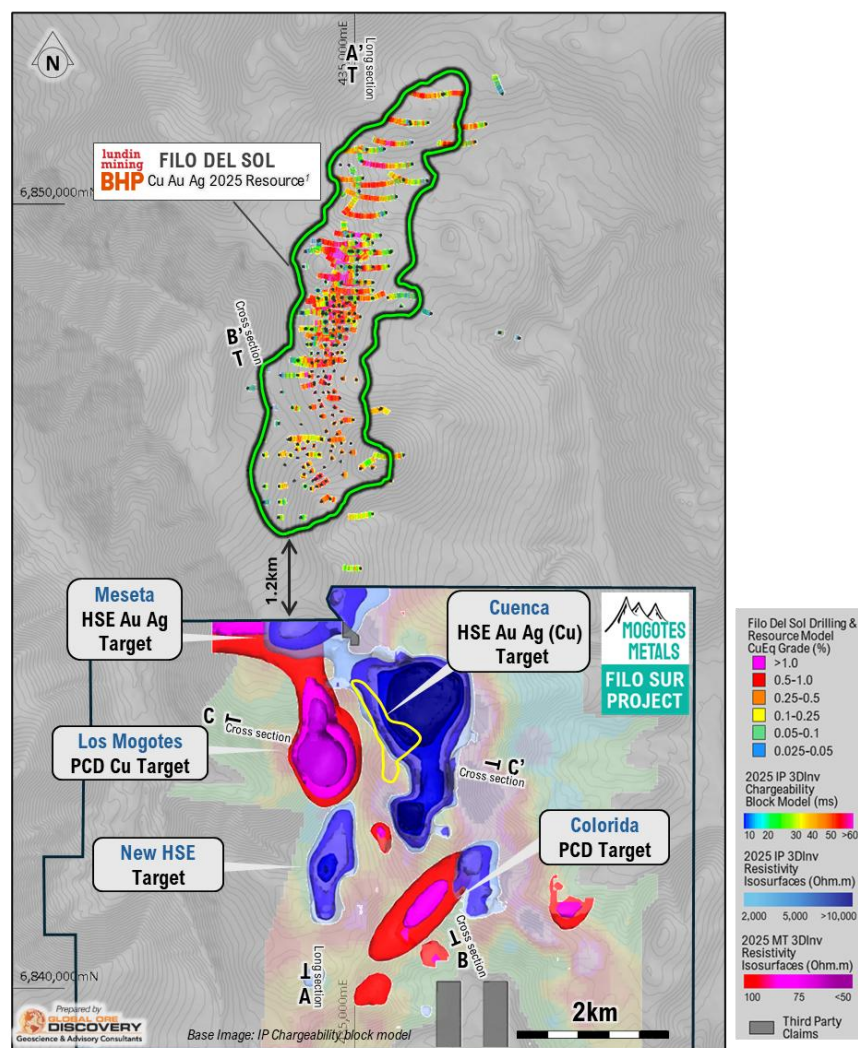 N
435,000mE
A'
T
Long section
lundin
mining
BHP
FILO DEL SOL
Cu Au Ag 2025 Resource¹
6,850,000mN
Cross section
B'
T
1.2km
Meseta
HSE Au Ag
Target
Cuenca
HSE Au Ag (Cu)
Target
MOGOTES
METALS
FILO SUR
PROJECT
C
T
Cross section
Los Mogotes
PCD Cu Target
T
C'
Cross section
New HSE
Target
Colorida
PCD Target
Cross section
T
B
T
A
Long section
6,840,000mN
2km
Prepared by
GLOBAL ORE
DISCOVERY
Geoscience & Advisory Consultants
Base Image: IP Chargeability block model
Filo Del Sol Drilling &
Resource Model
CuEq Grade (%)
>1.0
0.5-1.0
0.25-0.5
0.1-0.25
0.05-0.1
0.025-0.05
2025 IP 3DInv
Chargeability
Block Model (ms)
10 20 30 40 50 >60
2025 IP 3DInv
Resistivity
Isosurfaces (Ohm.m)
2,000 5,000 >10,000
2025 MT 3DInv
Resistivity
Isosurfaces (Ohm.m)
100 75 <50
Third Party
Claims